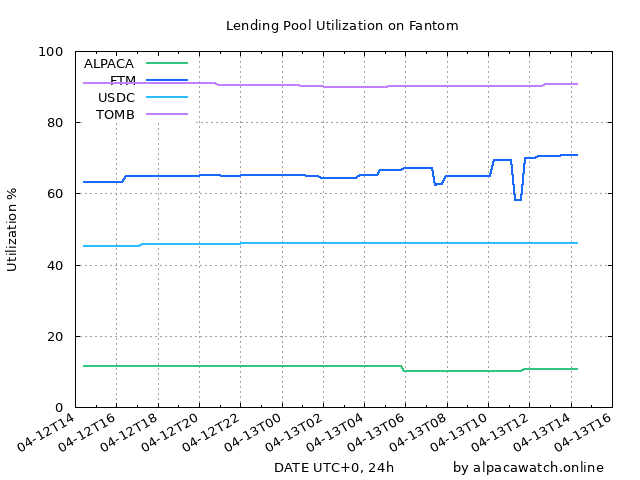 Lending Pool Utilization on Fantom
100
80
60
40
20
0
Utilization %
ALPACA
FTM
USDC
TOMB
04-12T14
04-12T16
04-12T18
04-12T20
04-12T22
04-13T00
04-13T02
04-13T04
04-13T06
04-13T08
04-13T10
04-13T12
04-13T14
04-13T16
DATE UTC+0, 24h
by alpacawatch.online